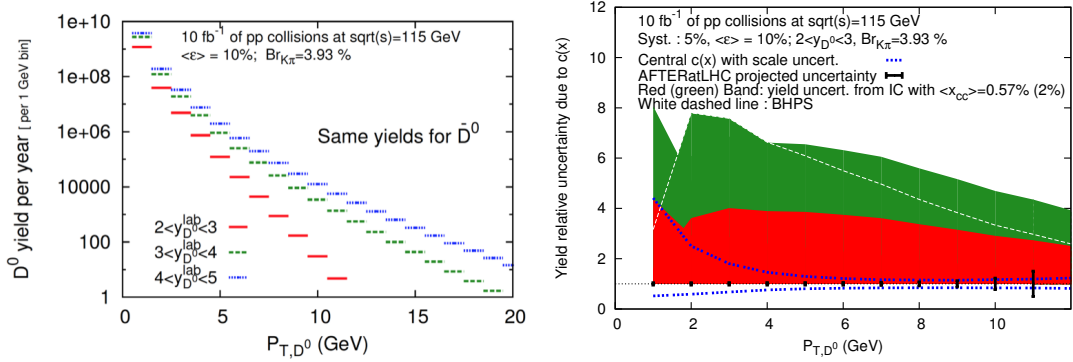 1e+10
1e+08
1e+06
10000
100
1
D⁰ yield per year [ per 1 GeV bin]
10 fb⁻¹ of pp collisions at sqrt(s)=115 GeV
<ε> = 10%; Br_Kπ=3.93 %
Same yields for D̄⁰
2<y_D⁰^lab<3
3<y_D⁰^lab<4
4<y_D⁰^lab<5
0 5 10 15 20
P_T,D⁰ (GeV)
12
10
8
6
4
2
0
Yield relative uncertainty due to c(x)
10 fb⁻¹ of pp collisions at sqrt(s)=115 GeV
Syst. : 5%, <ε> = 10%; 2<y_D⁰<3, Br_Kπ=3.93 %
Central c(x) with scale uncert.
AFTERatLHC projected uncertainty
Red (green) Band: yield uncert. from IC with <x_cc̄>=0.57% (2%)
White dashed line : BHPS
0 2 4 6 8 10
P_T,D⁰ (GeV)